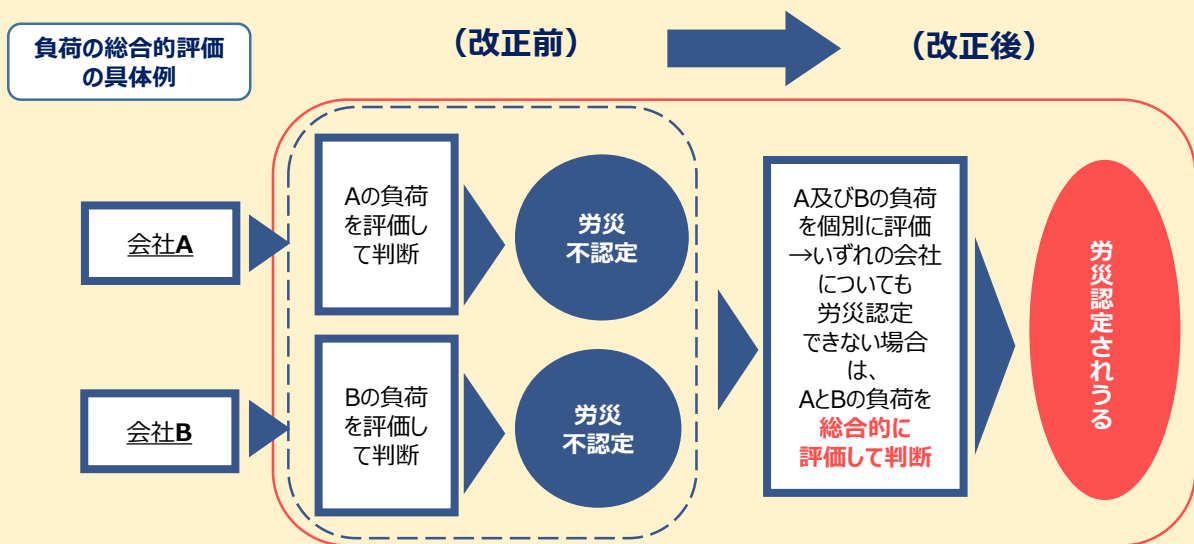 負荷の総合的評価
の具体例
（改正前）
（改正後）
会社A
Aの負荷
を評価し
て判断
労災
不認定
会社B
Bの負荷
を評価し
て判断
労災
不認定
A及びBの負荷
を個別に評価
→いずれの会社
についても
労災認定
できない場合
は、
AとBの負荷を
総合的に
評価して判断
労災認定されうる